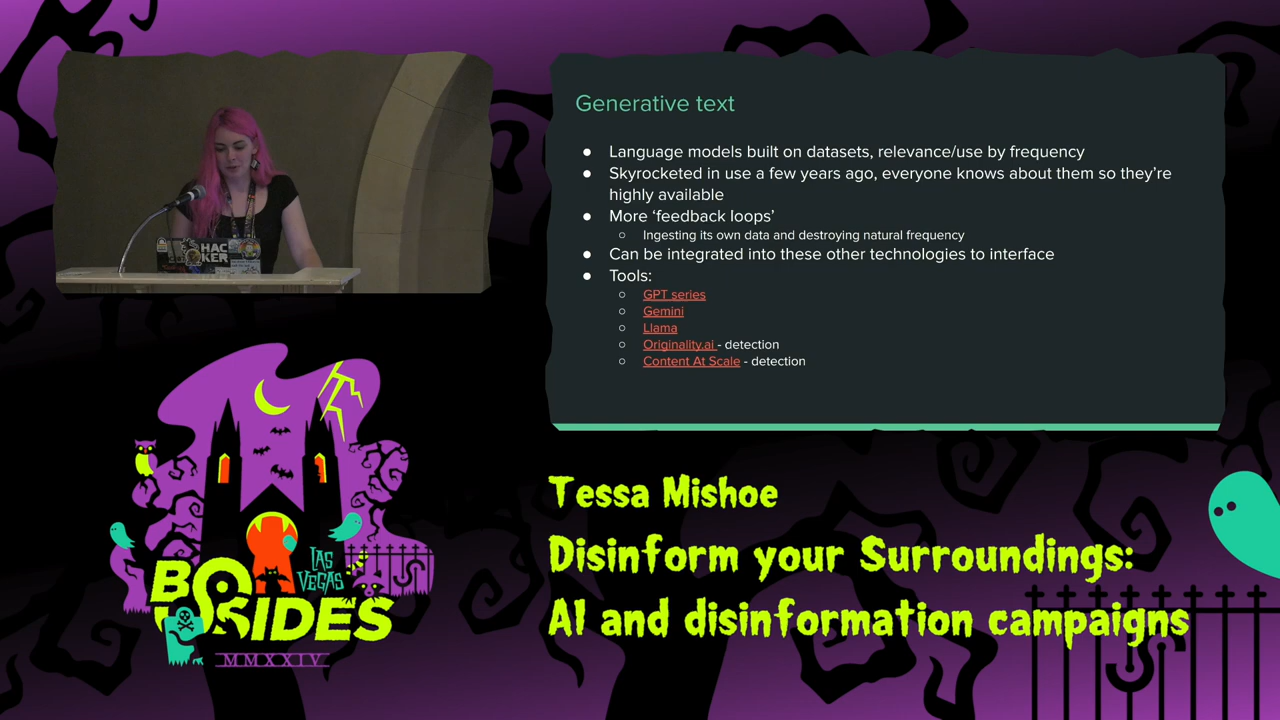 Generative text
● Language models built on datasets, relevance/use by frequency
● Skyrocketed in use a few years ago, everyone knows about them so they're
highly available
● More ‘feedback loops’
○ Ingesting its own data and destroying natural frequency
● Can be integrated into these other technologies to interface
● Tools:
○ GPT series
○ Gemini
○ Llama
○ Originality.ai - detection
○ Content At Scale - detection
HAC
KER
LAS
VEGAS
BSIDES
MMXXIV
Tessa Mishoe
Disinform your Surroundings:
AI and disinformation campaigns